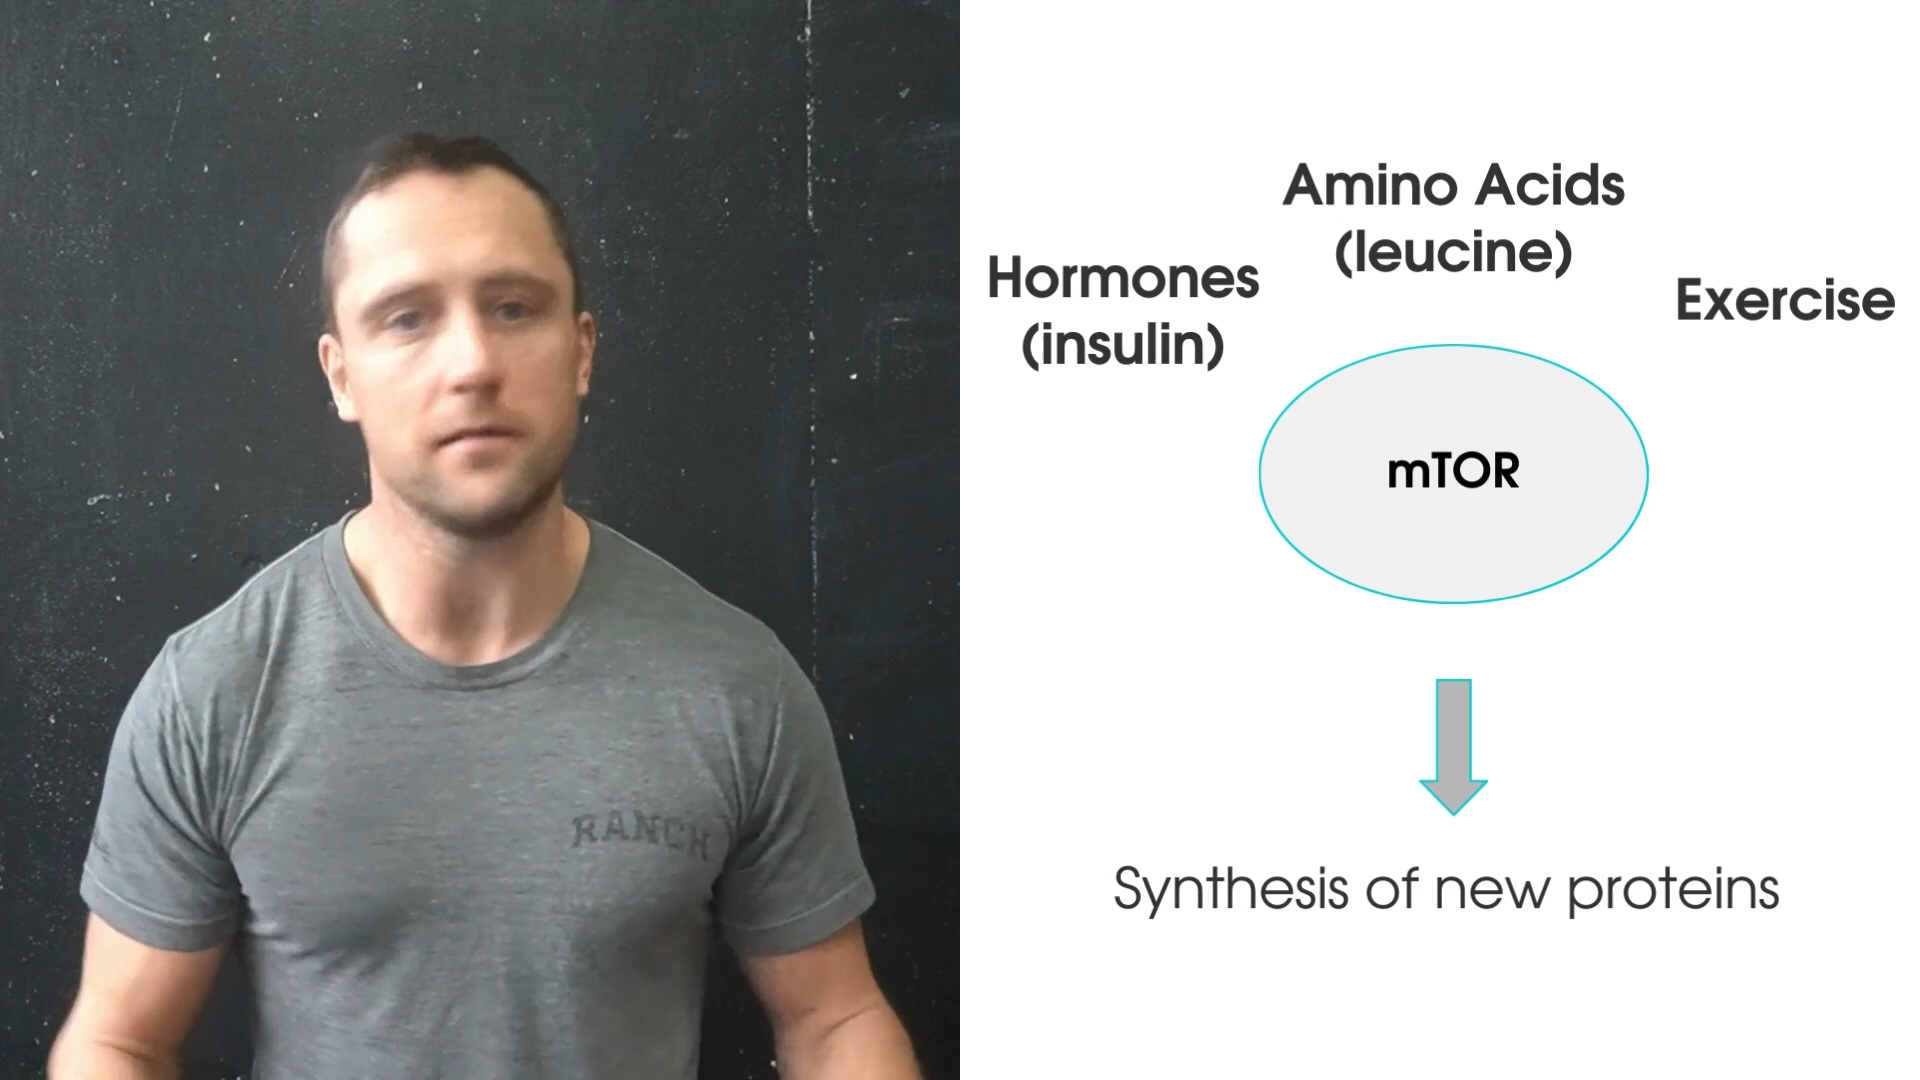 RANCH
Hormones
(insulin)
Amino Acids
(leucine)
Exercise
mTOR
Synthesis of new proteins